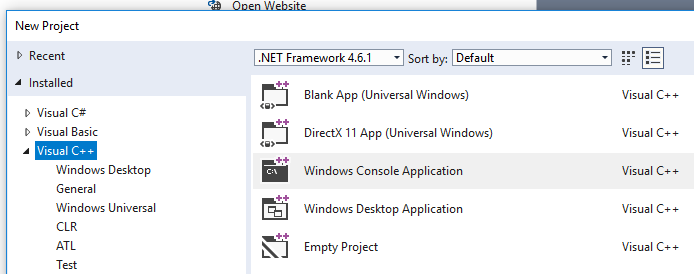 Open Website
New Project
Recent
.NET Framework 4.6.1 Sort by: Default
Installed
Visual C#
Visual Basic
Visual C++
Windows Desktop
General
Windows Universal
CLR
ATL
Test
Blank App (Universal Windows) Visual C++
DirectX 11 App (Universal Windows) Visual C++
C:\ Windows Console Application Visual C++
Windows Desktop Application Visual C++
Empty Project Visual C++